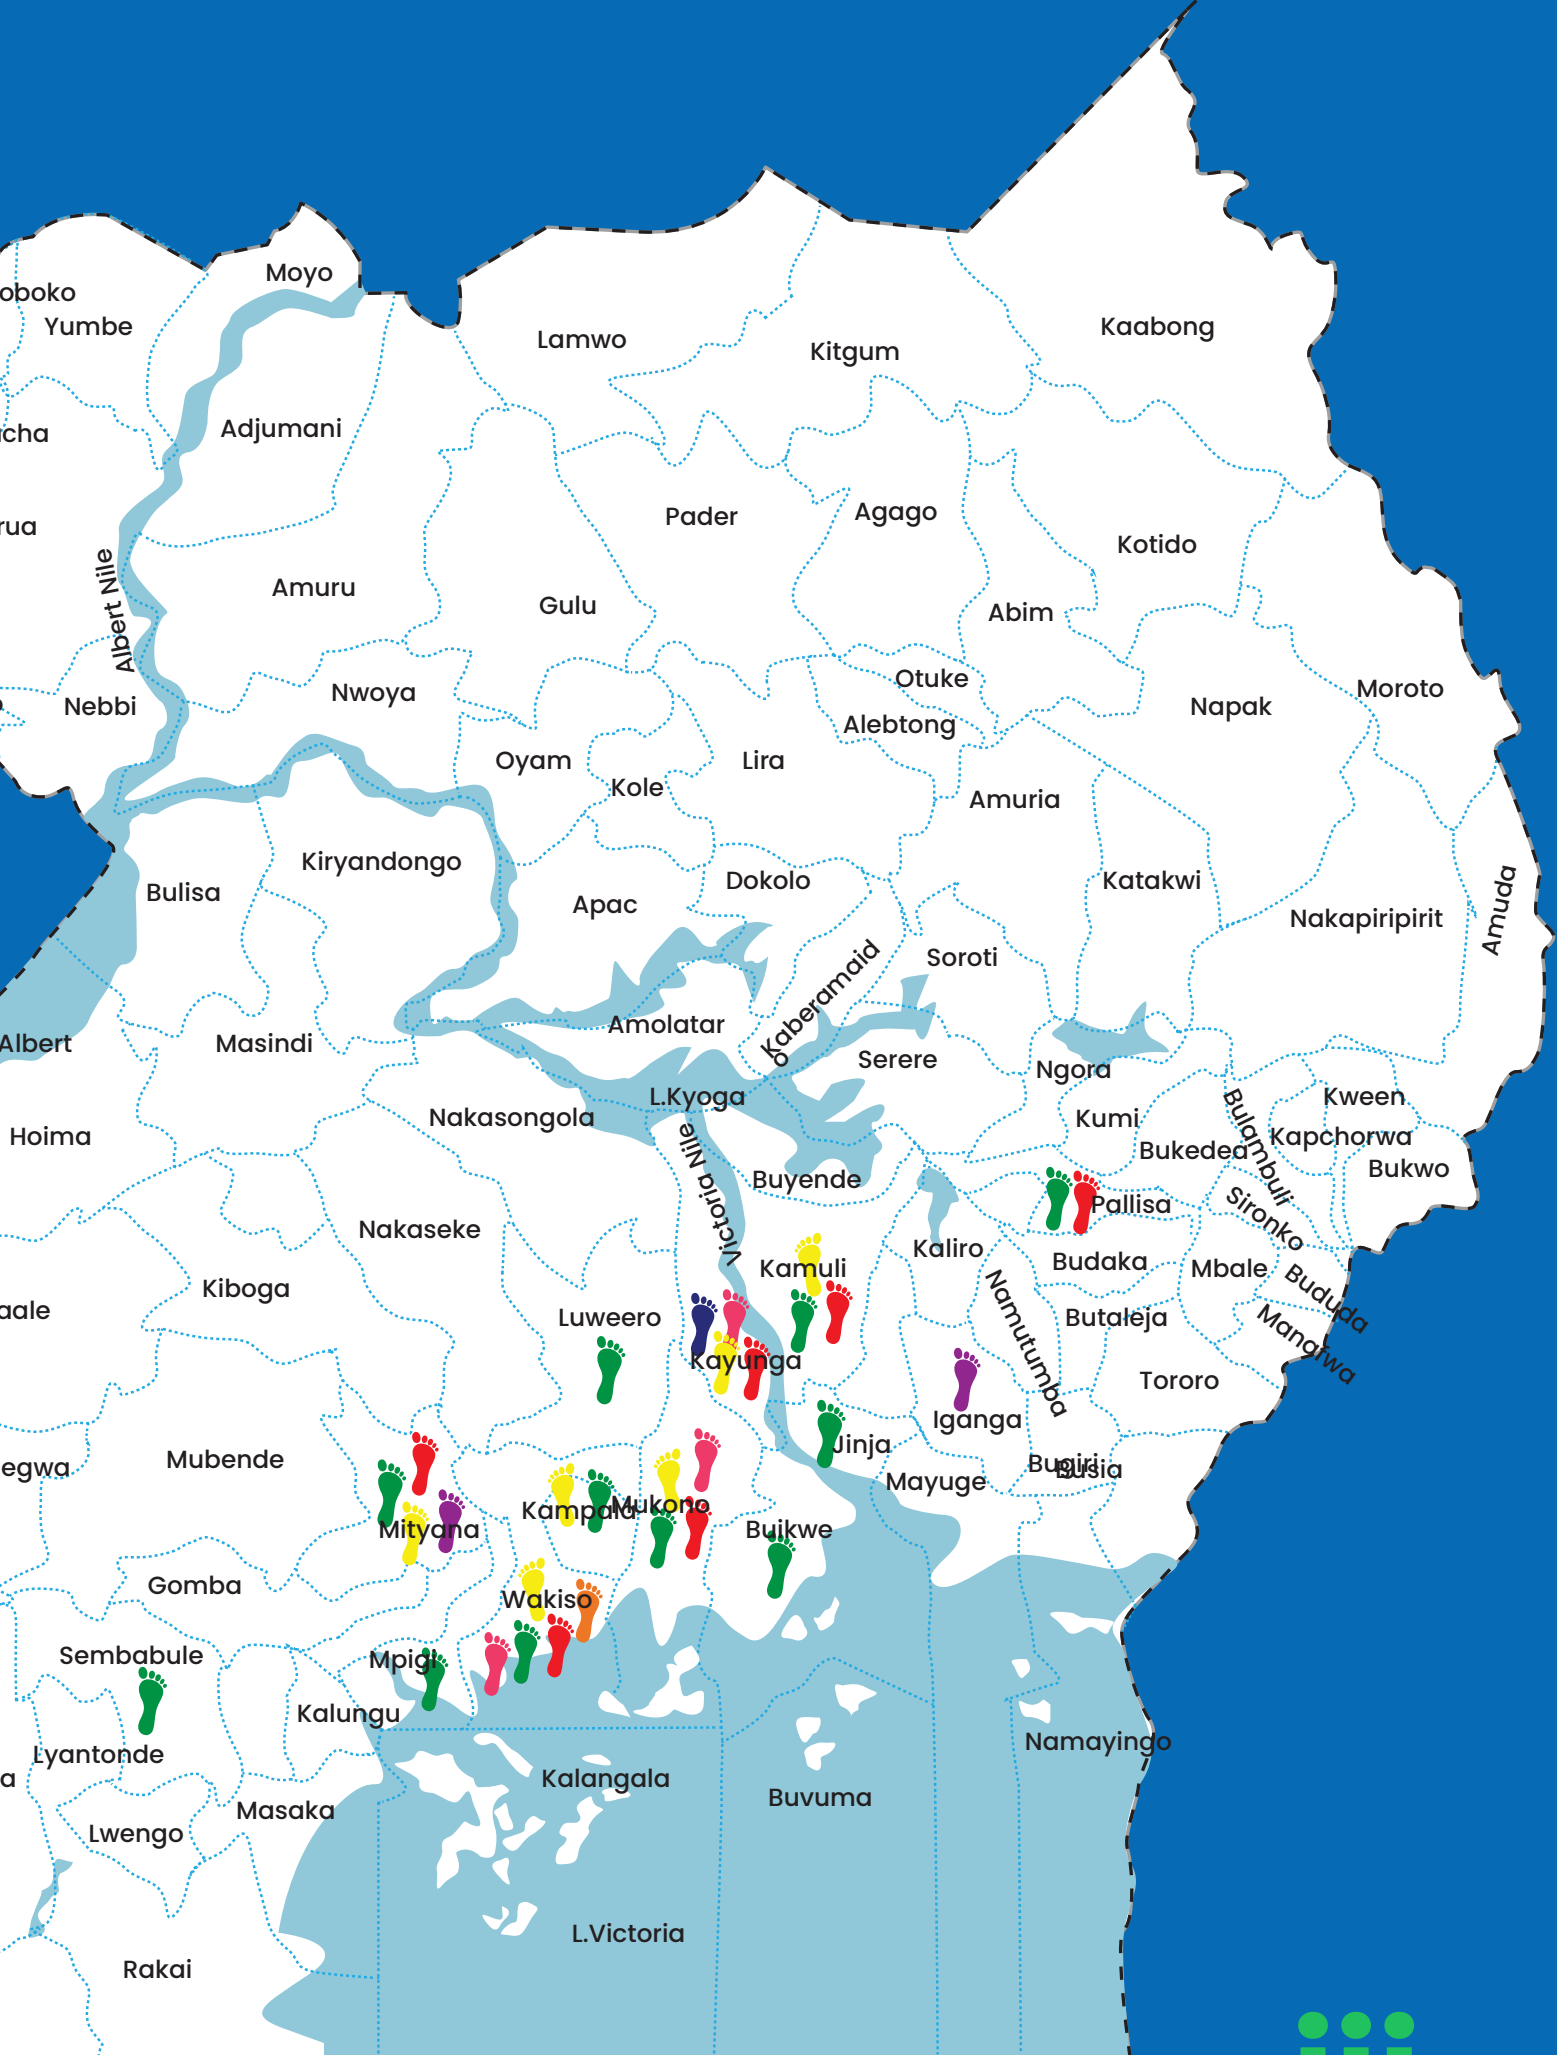 Moyo
oboko
Yumbe
Lamwo
Kitgum
Kaabong
Adjumani
cha
rua
Pader
Agago
Kotido
Albert Nile
Amuru
Gulu
Abim
Otuke
Nebbi
Nwoya
Napak
Moroto
Alebtong
Oyam
Lira
Kole
Amuria
Kiryandongo
Bulisa
Dokolo
Katakwi
Apac
Nakapiripirit
Amuda
Soroti
Kaberamaid
o
Amolatar
Albert
Masindi
Serere
Ngora
L.Kyoga
Kween
Nakasongola
Kumi
Bulambuli
Hoima
Kapchorwa
Bukedea
Bukwo
Victoria Nile
Buyende
Pallisa
Sironko
Nakaseke
Kaliro
Budaka
Mbale
Kamuli
Kiboga
Bududa
aale
Luweero
Namutumba
Butaleja
Manafwa
Kayunga
Tororo
Iganga
Jinja
Mubende
egwa
Bugiri
Busia
Mayuge
Kampala
Mukono
Mityana
Buikwe
Gomba
Wakiso
Sembabule
Mpigi
Kalungu
Namayingo
Lyantonde
a
Kalangala
Buvuma
Masaka
Lwengo
L.Victoria
Rakai